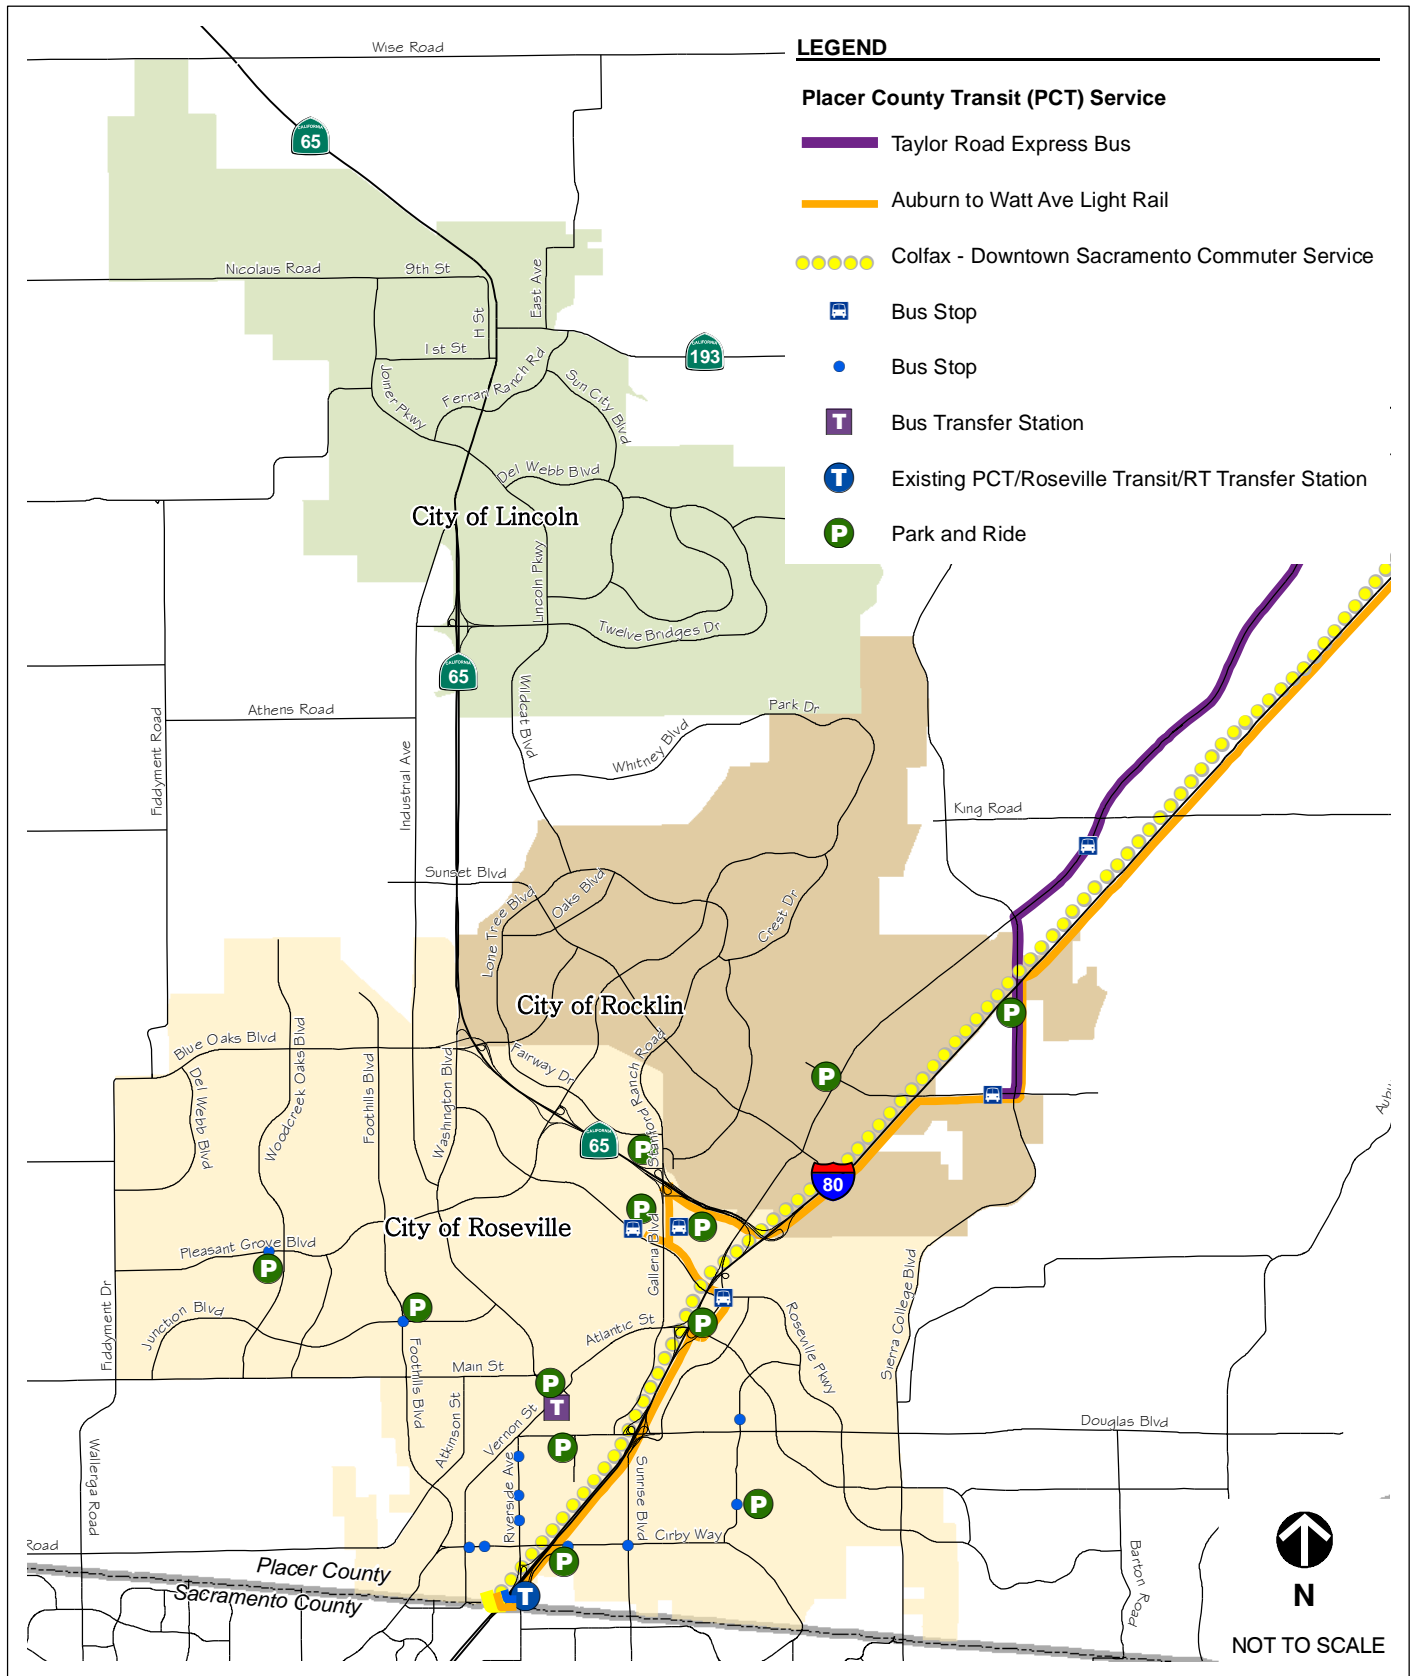 LEGEND
Placer County Transit (PCT) Service
Taylor Road Express Bus
Auburn to Watt Ave Light Rail
Colfax - Downtown Sacramento Commuter Service
Bus Stop
Bus Stop
T Bus Transfer Station
T Existing PCT/Roseville Transit/RT Transfer Station
P Park and Ride
Wise Road
CALIFORNIA
65
Nicolaus Road
9th St
East Ave
H St
1st St
CALIFORNIA
193
Joiner Pkwy
Ferrari Ranch Rd
Sun City Blvd
Del Webb Blvd
City of Lincoln
Lincoln Pkwy
Twelve Bridges Dr
CALIFORNIA
65
Wildcat Blvd
Park Dr
Athens Road
Fiddyment Road
Whitney Blvd
Industrial Ave
King Road
Sunset Blvd
Lone Tree Blvd
Oaks Blvd
Crest Dr
City of Rocklin
P
Blue Oaks Blvd
Woodcreek Oaks Blvd
Fairway Dr
Stanford Ranch Road
Del Webb Blvd
Foothills Blvd
Washington Blvd
P
CALIFORNIA
65
P
80
P
P
City of Roseville
Pleasant Grove Blvd
P
Galleria Blvd
Sierra College Blvd
Fiddyment Dr
Junction Blvd
P
Atlantic St
P
Roseville Pkwy
Main St
Foothills Blvd
P
T
Atkinson St
Vernon St
Douglas Blvd
P
Wallerga Road
Riverside Ave
Sunrise Blvd
P
Cirby Way
Road
P
Barton Road
Placer County
Sacramento County
T
N
NOT TO SCALE